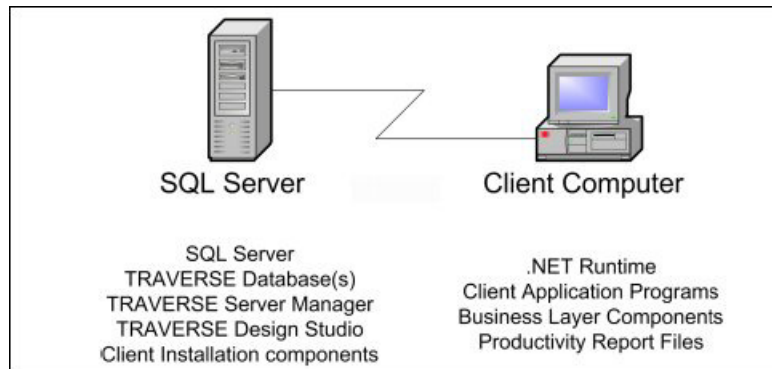 SQL Server
Client Computer
SQL Server
TRAVERSE Database(s)
TRAVERSE Server Manager
TRAVERSE Design Studio
Client Installation components
.NET Runtime
Client Application Programs
Business Layer Components
Productivity Report Files